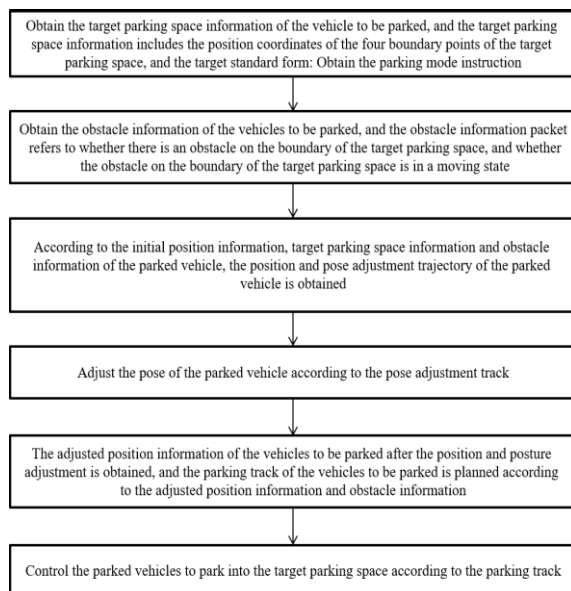 Obtain the target parking space information of the vehicle to be parked, and the target parking
space information includes the position coordinates of the four boundary points of the target
parking space, and the target standard form: Obtain the parking mode instruction
Obtain the obstacle information of the vehicles to be parked, and the obstacle information packet
refers to whether there is an obstacle on the boundary of the target parking space, and whether
the obstacle on the boundary of the target parking space is in a moving state
According to the initial position information, target parking space information and obstacle
information of the parked vehicle, the position and pose adjustment trajectory of the parked
vehicle is obtained
Adjust the pose of the parked vehicle according to the pose adjustment track
The adjusted position information of the vehicles to be parked after the position and posture
adjustment is obtained, and the parking track of the vehicles to be parked is planned according
to the adjusted position information and obstacle information
Control the parked vehicles to park into the target parking space according to the parking track